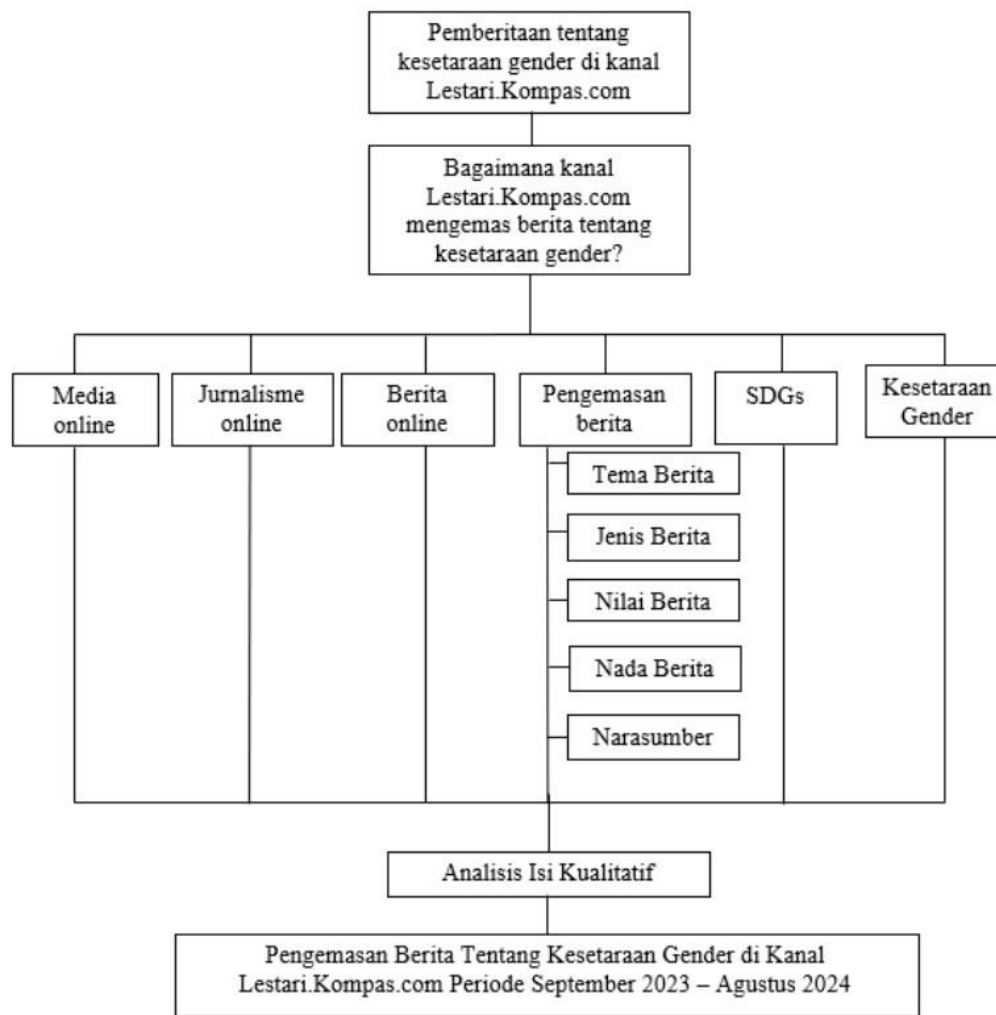 Pemberitaan tentang
kesetaraan gender di kanal
Lestari.Kompas.com
Bagaimana kanal
Lestari.Kompas.com
mengemas berita tentang
kesetaraan gender?
Media
online
Jurnalisme
online
Berita
online
Pengemasan
berita
SDGs
Kesetaraan
Gender
Tema Berita
Jenis Berita
Nilai Berita
Nada Berita
Narasumber
Analisis Isi Kualitatif
Pengemasan Berita Tentang Kesetaraan Gender di Kanal
Lestari.Kompas.com Periode September 2023 – Agustus 2024